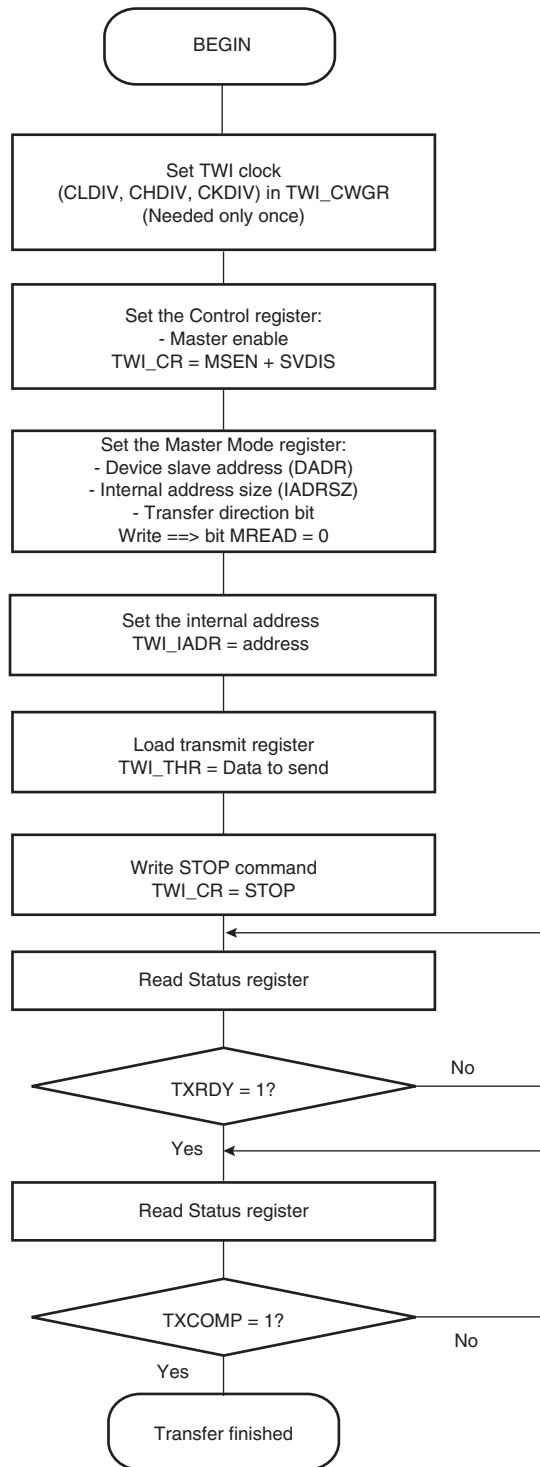 BEGIN
Set TWI clock
(CLDIV, CHDIV, CKDIV) in TWI_CWGR
(Needed only once)
Set the Control register:
- Master enable
TWI_CR = MSEN + SVDIS
Set the Master Mode register:
- Device slave address (DADR)
- Internal address size (IADRSZ)
- Transfer direction bit
Write ==> bit MREAD = 0
Set the internal address
TWI_IADR = address
Load transmit register
TWI_THR = Data to send
Write STOP command
TWI_CR = STOP
Read Status register
TXRDY = 1?
No
Yes
Read Status register
TXCOMP = 1?
No
Yes
Transfer finished